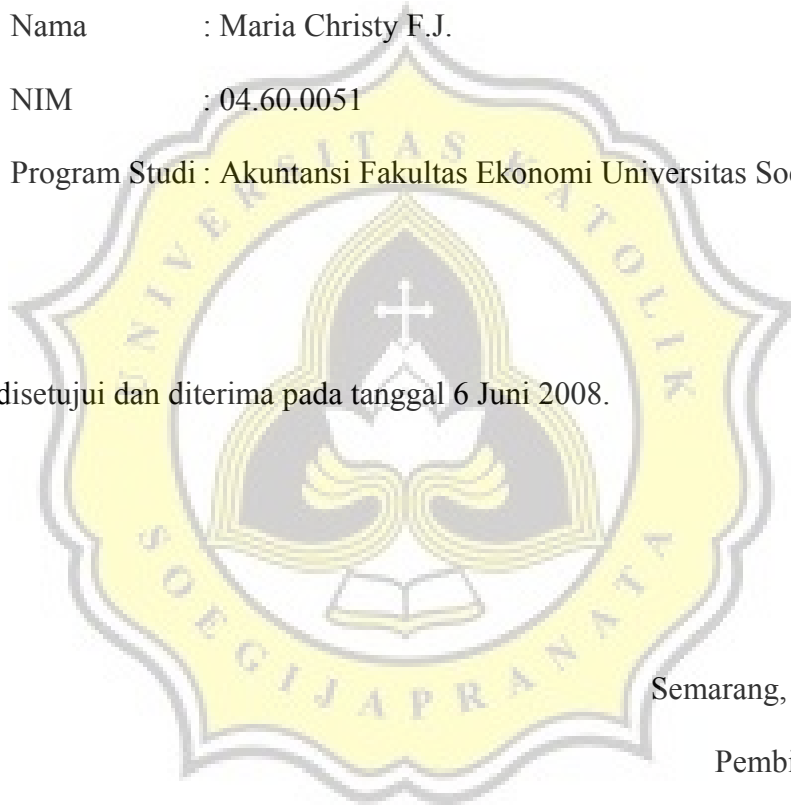 Nama : Maria Christy F.J.
NIM : 04.60.0051
Program Studi : Akuntansi Fakultas Ekonomi Universitas Soe
disetujui dan diterima pada tanggal 6 Juni 2008.
UNIVERSITAS KATOLIK
SOEGIJAPRANATA
Semarang,
Pembi